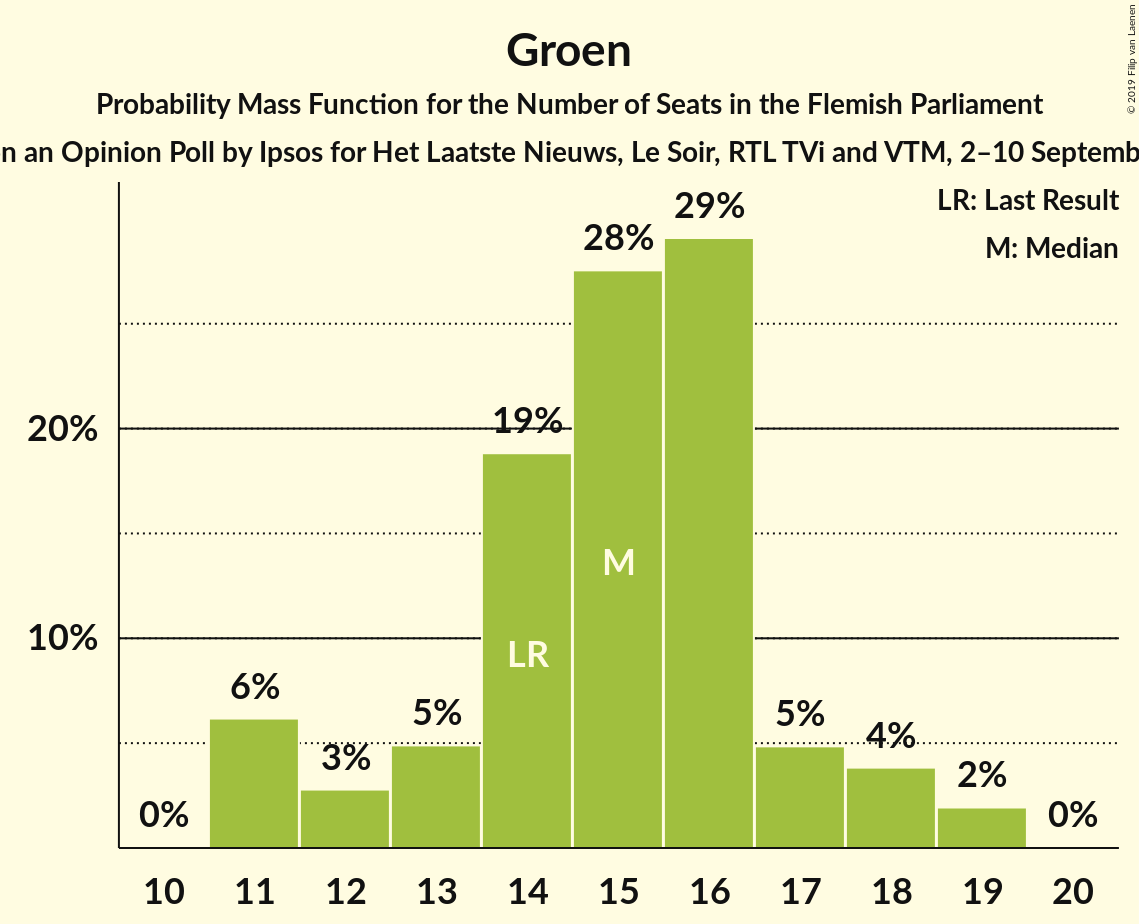 Groen
Probability Mass Function for the Number of Seats in the Flemish Parliament
an Opinion Poll by Ipsos for Het Laatste Nieuws, Le Soir, RTL TVi and VTM, 2–10
© 2019 Filip van Laenen
LR: Last Result
M: Median
29%
28%
19%
20%
M
10%
LR
6%
3%
5%
5%
4%
2%
0%
0%
10 11 12 13 14 15 16 17 18 19 20